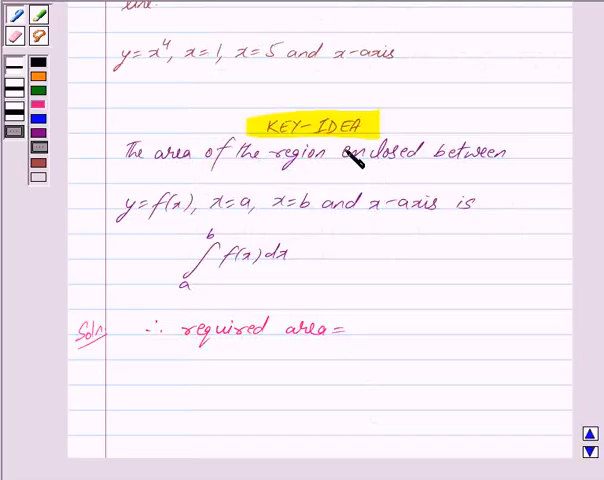 line.
y=x⁴, x=1, x=5 and x-axis
KEY-IDEA
The area of the region enclosed between
y=f(x), x=a, x=b and x-axis is
∫ₐᵇ f(x)dx
Soln ∴ required area=